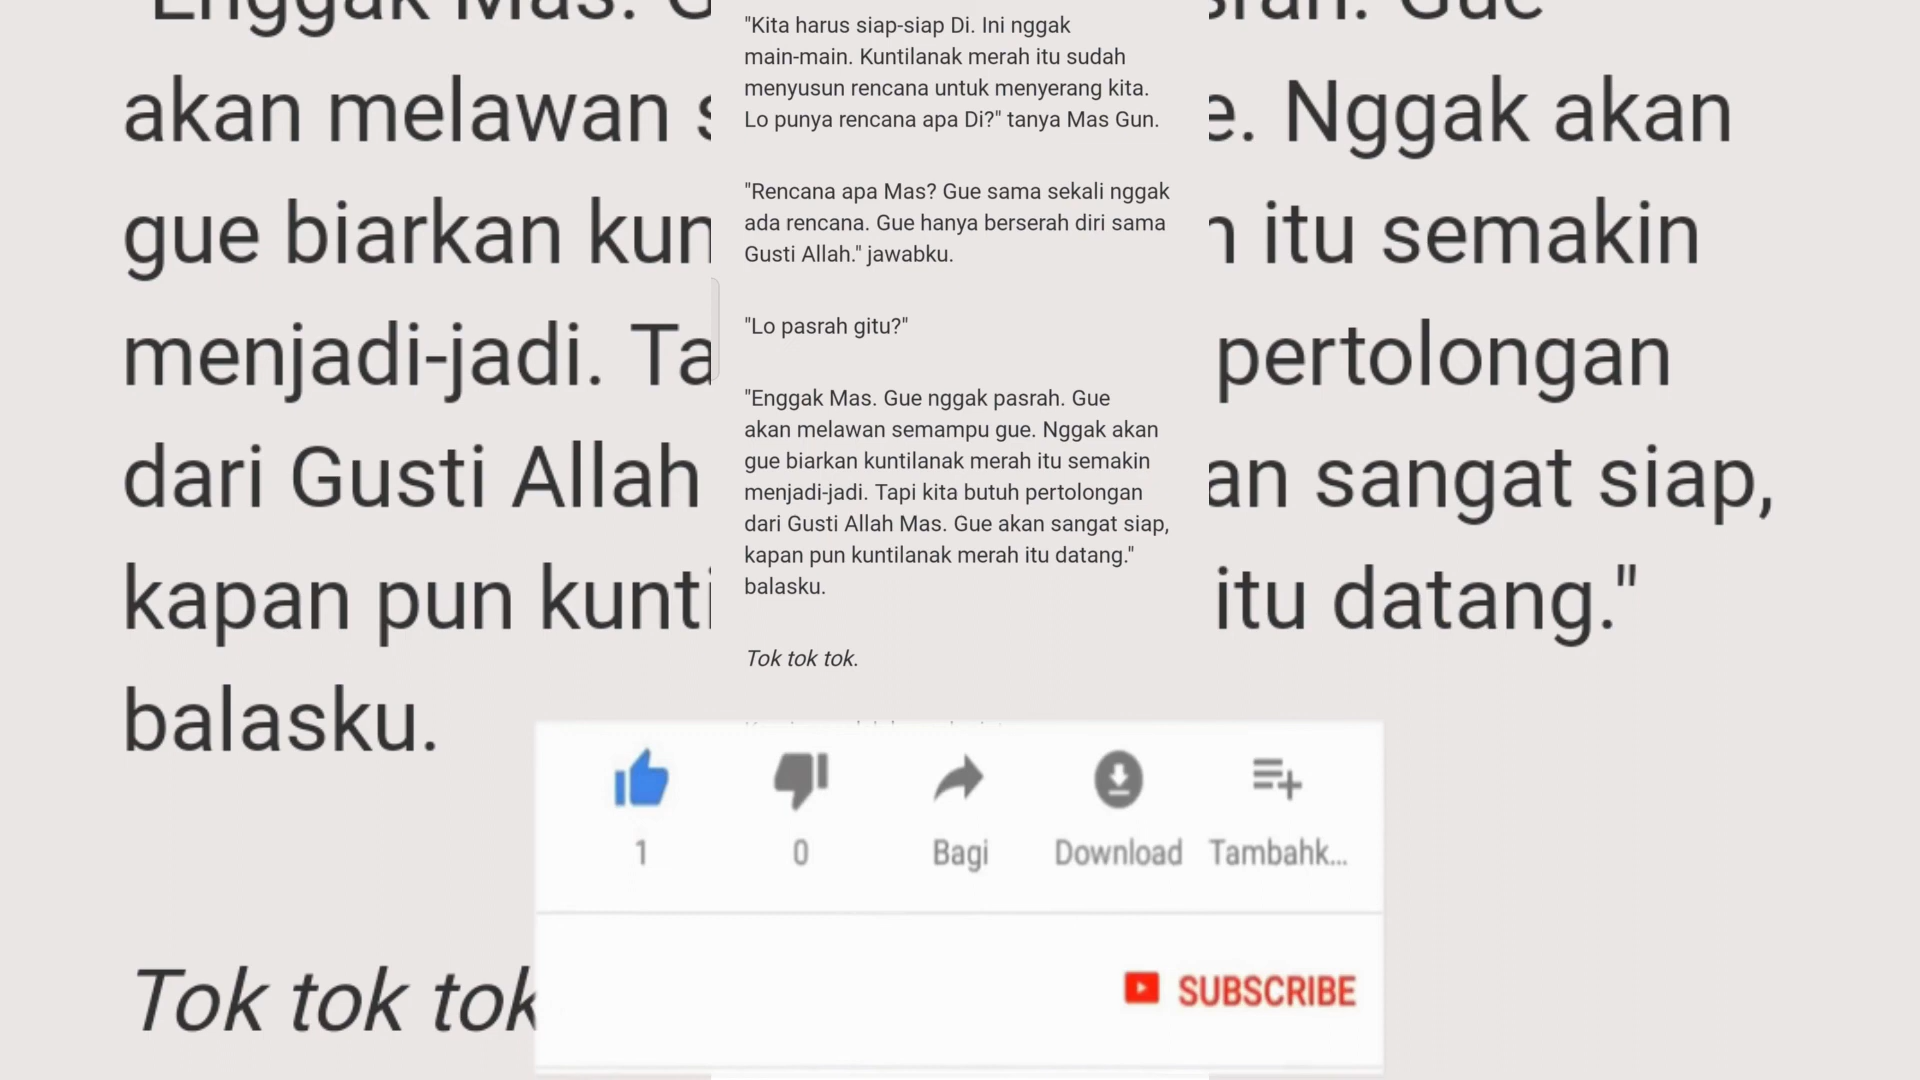 "Kita harus siap-siap Di. Ini nggak
main-main. Kuntilanak merah itu sudah
menyusun rencana untuk menyerang kita.
Lo punya rencana apa Di?" tanya Mas Gun.
"Rencana apa Mas? Gue sama sekali nggak
ada rencana. Gue hanya berserah diri sama
Gusti Allah." jawabku.
"Lo pasrah gitu?"
"Enggak Mas. Gue nggak pasrah. Gue
akan melawan semampu gue. Nggak akan
gue biarkan kuntilanak merah itu semakin
menjadi-jadi. Tapi kita butuh pertolongan
dari Gusti Allah Mas. Gue akan sangat siap,
kapan pun kuntilanak merah itu datang."
balasku.
Tok tok tok.
"Enggak Mas. G
Gue
akan melawan s
e. Nggak akan
gue biarkan kun
n itu semakin
menjadi-jadi. Ta
pertolongan
dari Gusti Allah
an sangat siap,
kapan pun kunti
itu datang."
balasku.
Tok tok tok
1 0 Bagi Download Tambahk...
SUBSCRIBE